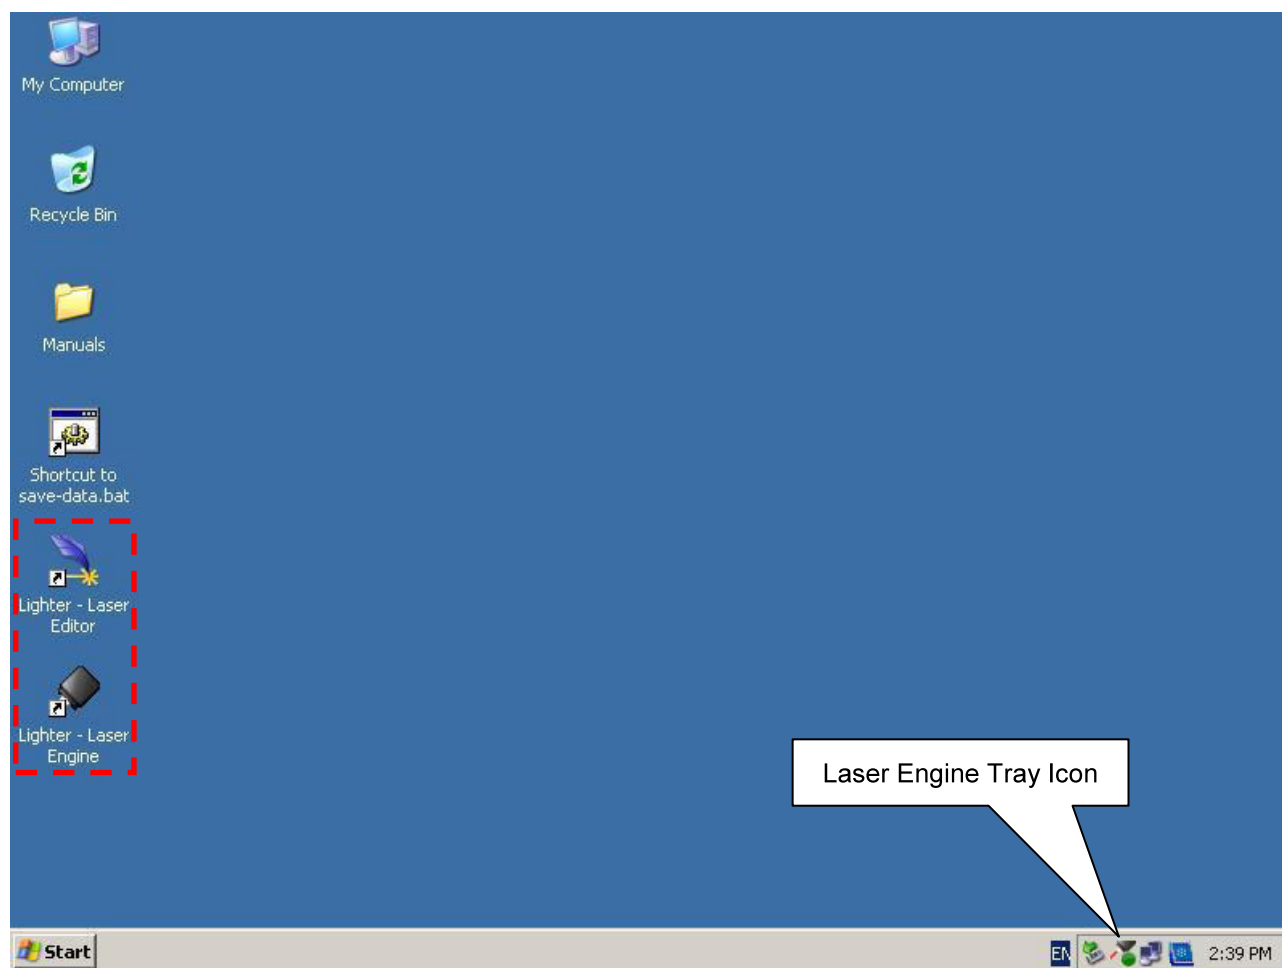 My Computer
Recycle Bin
Manuals
Shortcut to
save-data.bat
Lighter - Laser
Editor
Lighter - Laser
Engine
Laser Engine Tray Icon
Start
EN
2:39 PM